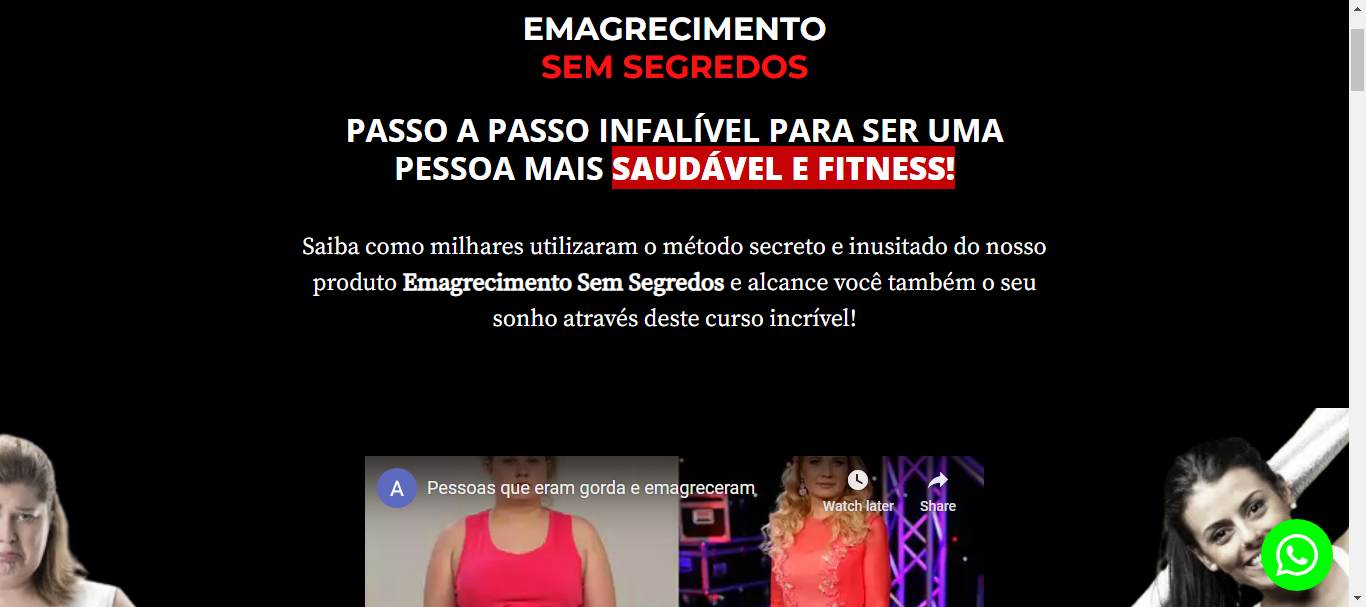 EMAGRECIMENTO
SEM SEGREDOS
PASSO A PASSO INFALÍVEL PARA SER UMA
PESSOA MAIS SAUDÁVEL E FITNESS!
Saiba como milhares utilizaram o método secreto e inusitado do nosso
produto Emagrecimento Sem Segredos e alcance você também o seu
sonho através deste curso incrível!
A
Pessoas que eram gorda e emagreceram
Watch later
Share